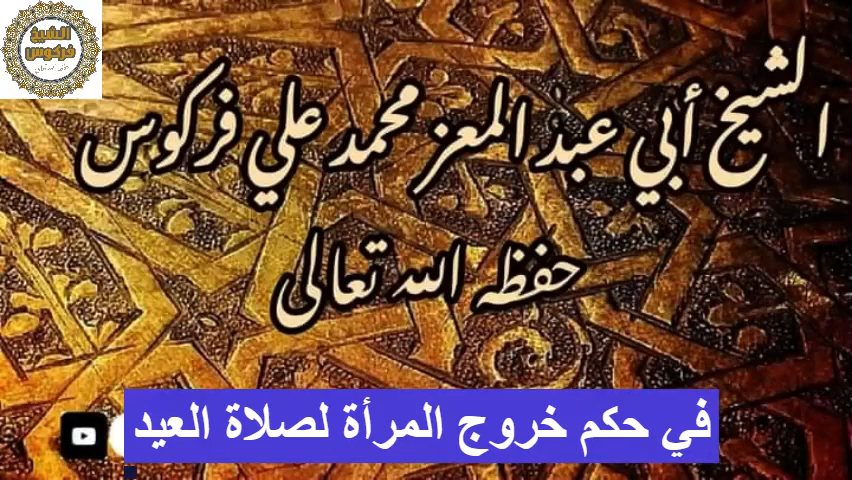 الشيخ
فركوس
الشيخ أبي عبد المعز محمد علي فركوس
حفظه الله تعالى
في حكم خروج المرأة لصلاة العيد